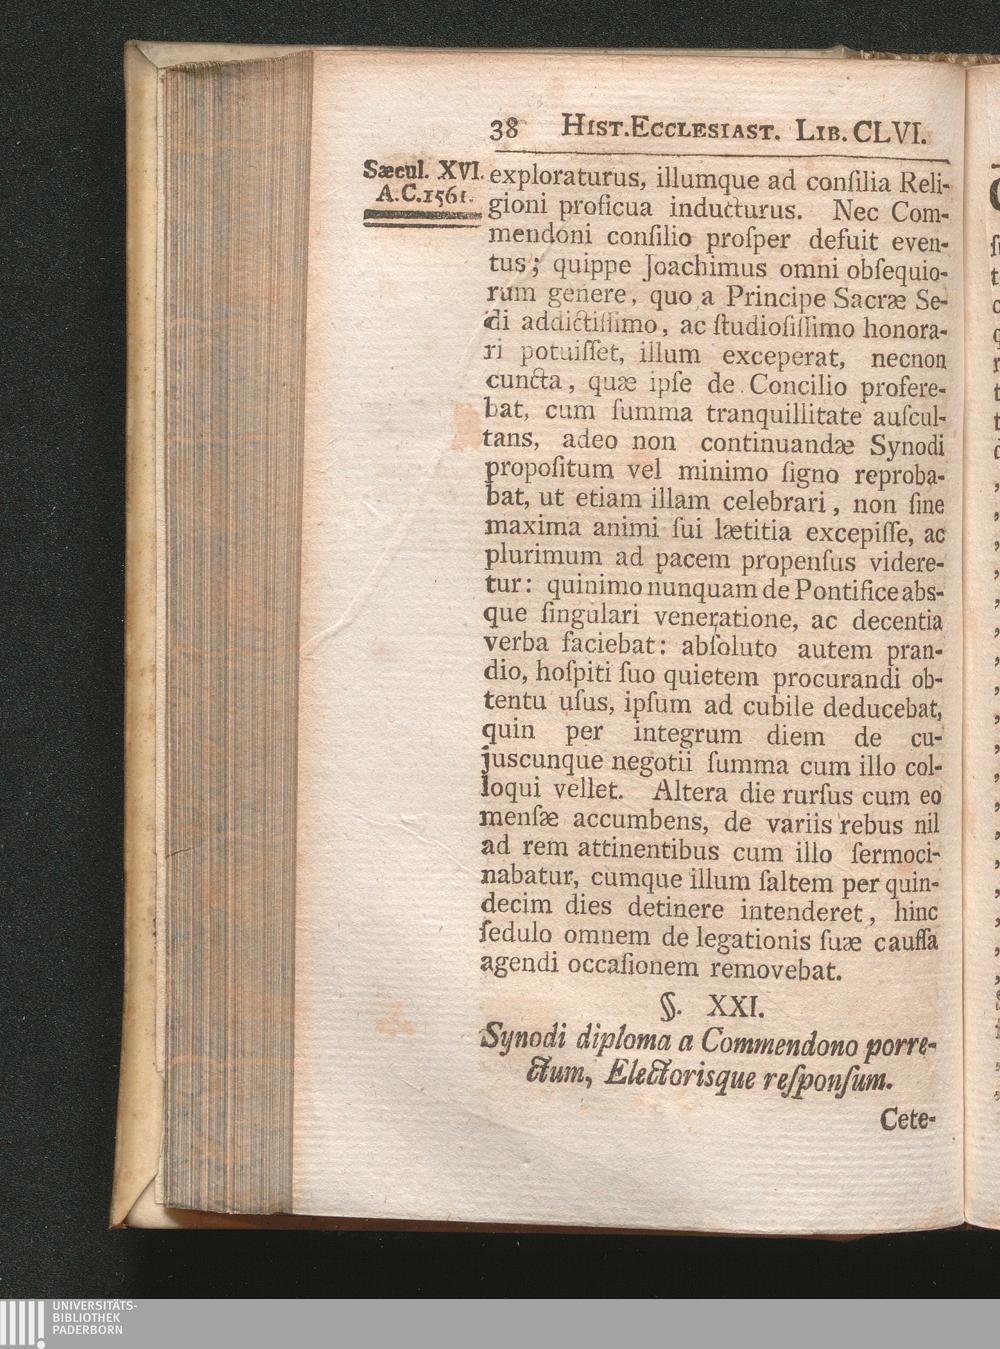 38 HIST. ECCLESIAST. LIB. CLVI.
Sæcul. XVI.
A.C. 1561.
exploraturus, illumque ad conſilia Reli-
gioni proficua inducturus. Nec Com-
mendoni conſilio proſper defuit even-
tus; quippe Joachimus omni obſequio-
rum genere, quo a Principe Sacræ Se-
di addictiſſimo, ac ſtudioſiſſimo honora-
ri potuiſſet, illum exceperat, necnon
cuncta, quæ ipſe de Concilio profere-
bat, cum ſumma tranquillitate auſcul-
tans, adeo non continuandæ Synodi
propoſitum vel minimo ſigno reproba-
bat, ut etiam illam celebrari, non ſine
maxima animi ſui lætitia excepiſſe, ac
plurimum ad pacem propenſus videre-
tur: quinimo nunquam de Pontifice abs-
que ſingulari veneratione, ac decentia
verba faciebat: abſoluto autem pran-
dio, hoſpiti ſuo quietem procurandi ob-
tentu uſus, ipſum ad cubile deducebat,
quin per integrum diem de cu-
juscunque negotii ſumma cum illo col-
loqui vellet. Altera die rurſus cum eo
menſæ accumbens, de variis rebus nil
ad rem attinentibus cum illo ſermoci-
nabatur, cumque illum ſaltem per quin-
decim dies detinere intenderet, hinc
ſedulo omnem de legationis ſuæ cauſſa
agendi occaſionem removebat.
§. XXI.
Synodi diploma a Commendono porre-
ctum, Electorisque reſponſum.
Cete-
UNIVERSITÄTS-
BIBLIOTHEK
PADERBORN